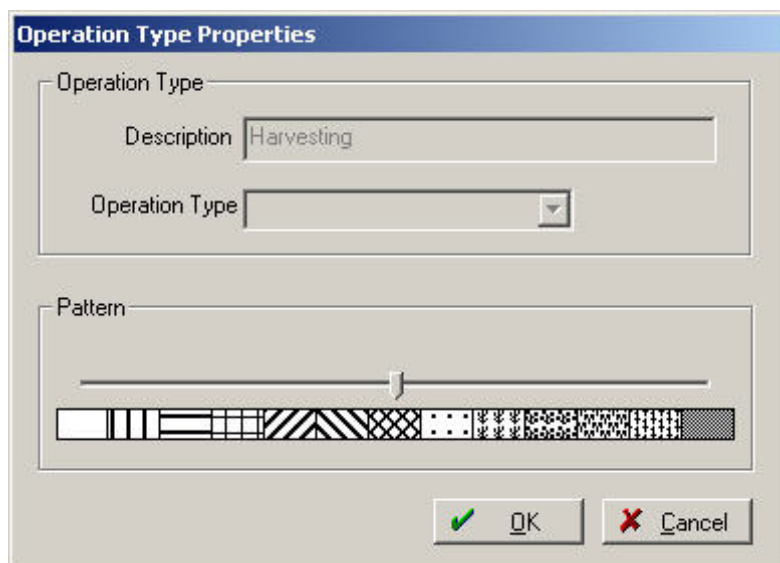 Operation Type Properties
Operation Type
Description Harvesting
Operation Type
Pattern
OK Cancel